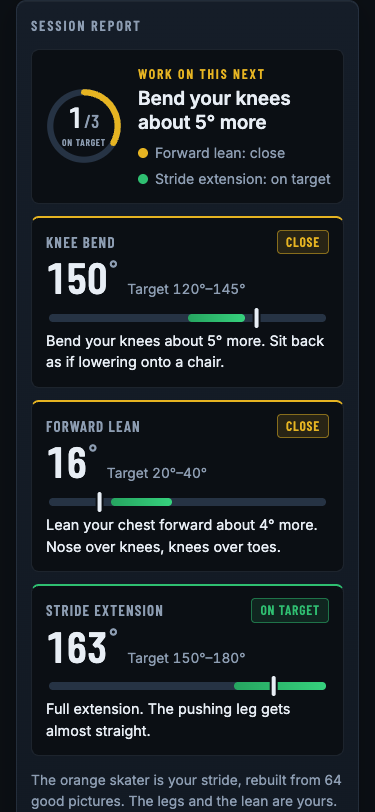 SESSION REPORT
WORK ON THIS NEXT
1/3
ON TARGET
Bend your knees
about 5° more
Forward lean: close
Stride extension: on target
KNEE BEND
CLOSE
150° Target 120°–145°
Bend your knees about 5° more. Sit back
as if lowering onto a chair.
FORWARD LEAN
CLOSE
16° Target 20°–40°
Lean your chest forward about 4° more.
Nose over knees, knees over toes.
STRIDE EXTENSION
ON TARGET
163° Target 150°–180°
Full extension. The pushing leg gets
almost straight.
The orange skater is your stride, rebuilt from 64
good pictures. The legs and the lean are yours.